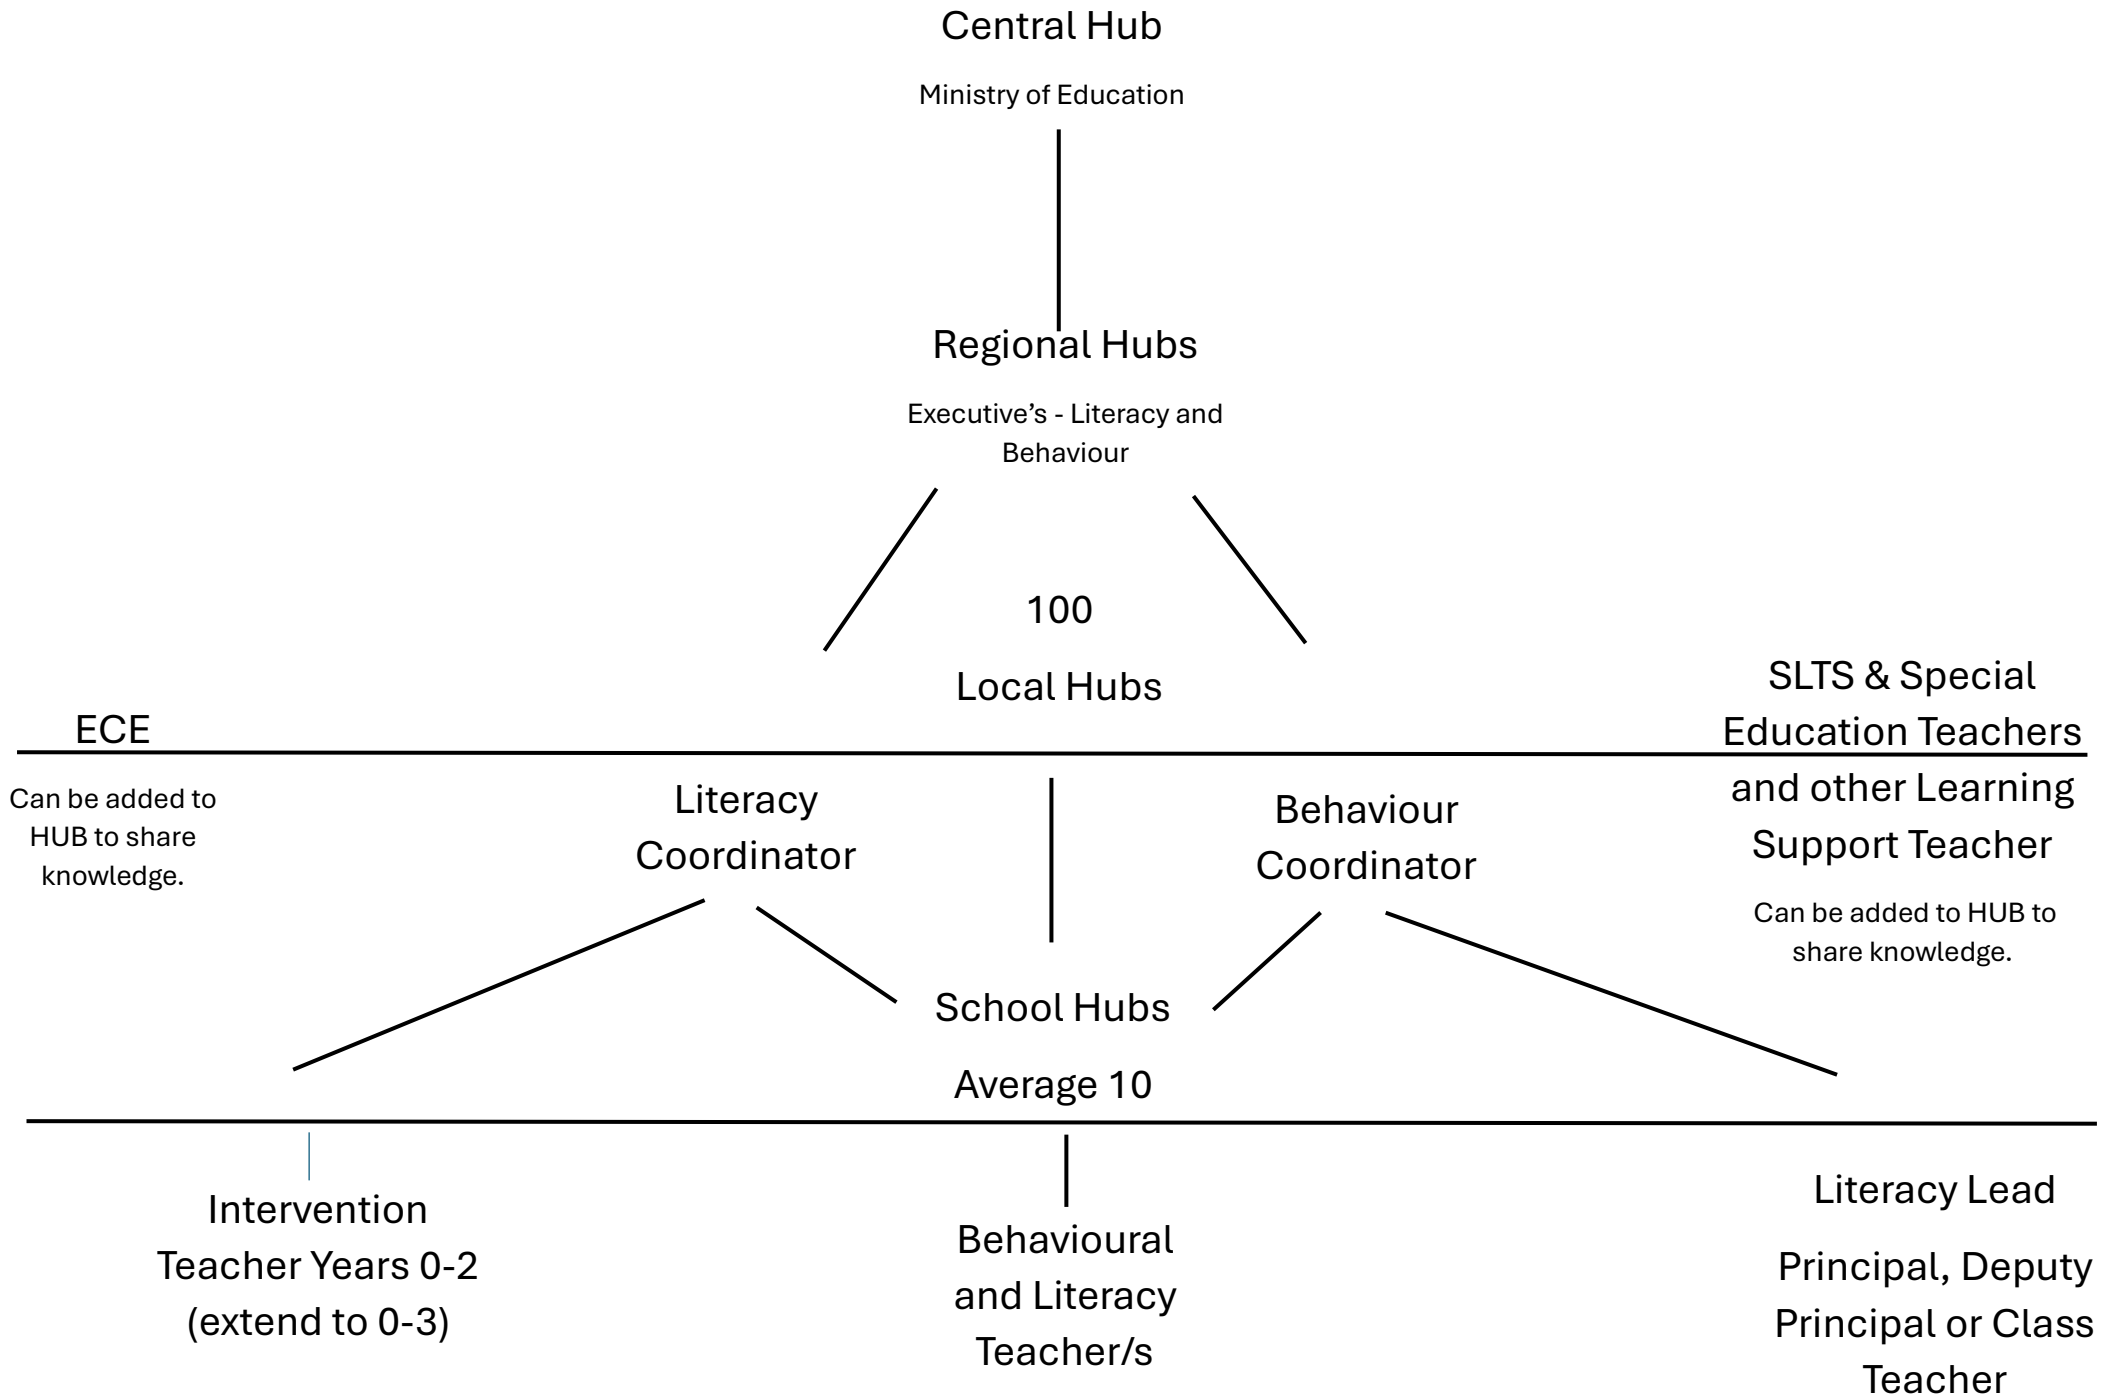 Central Hub
Ministry of Education
Regional Hubs
Executive’s - Literacy and
Behaviour
100
Local Hubs
ECE
Can be added to
HUB to share
knowledge.
SLTS & Special
Education Teachers
and other Learning
Support Teacher
Can be added to HUB to
share knowledge.
Literacy
Coordinator
Behaviour
Coordinator
School Hubs
Average 10
Intervention
Teacher Years 0-2
(extend to 0-3)
Behavioural
and Literacy
Teacher/s
Literacy Lead
Principal, Deputy
Principal or Class
Teacher